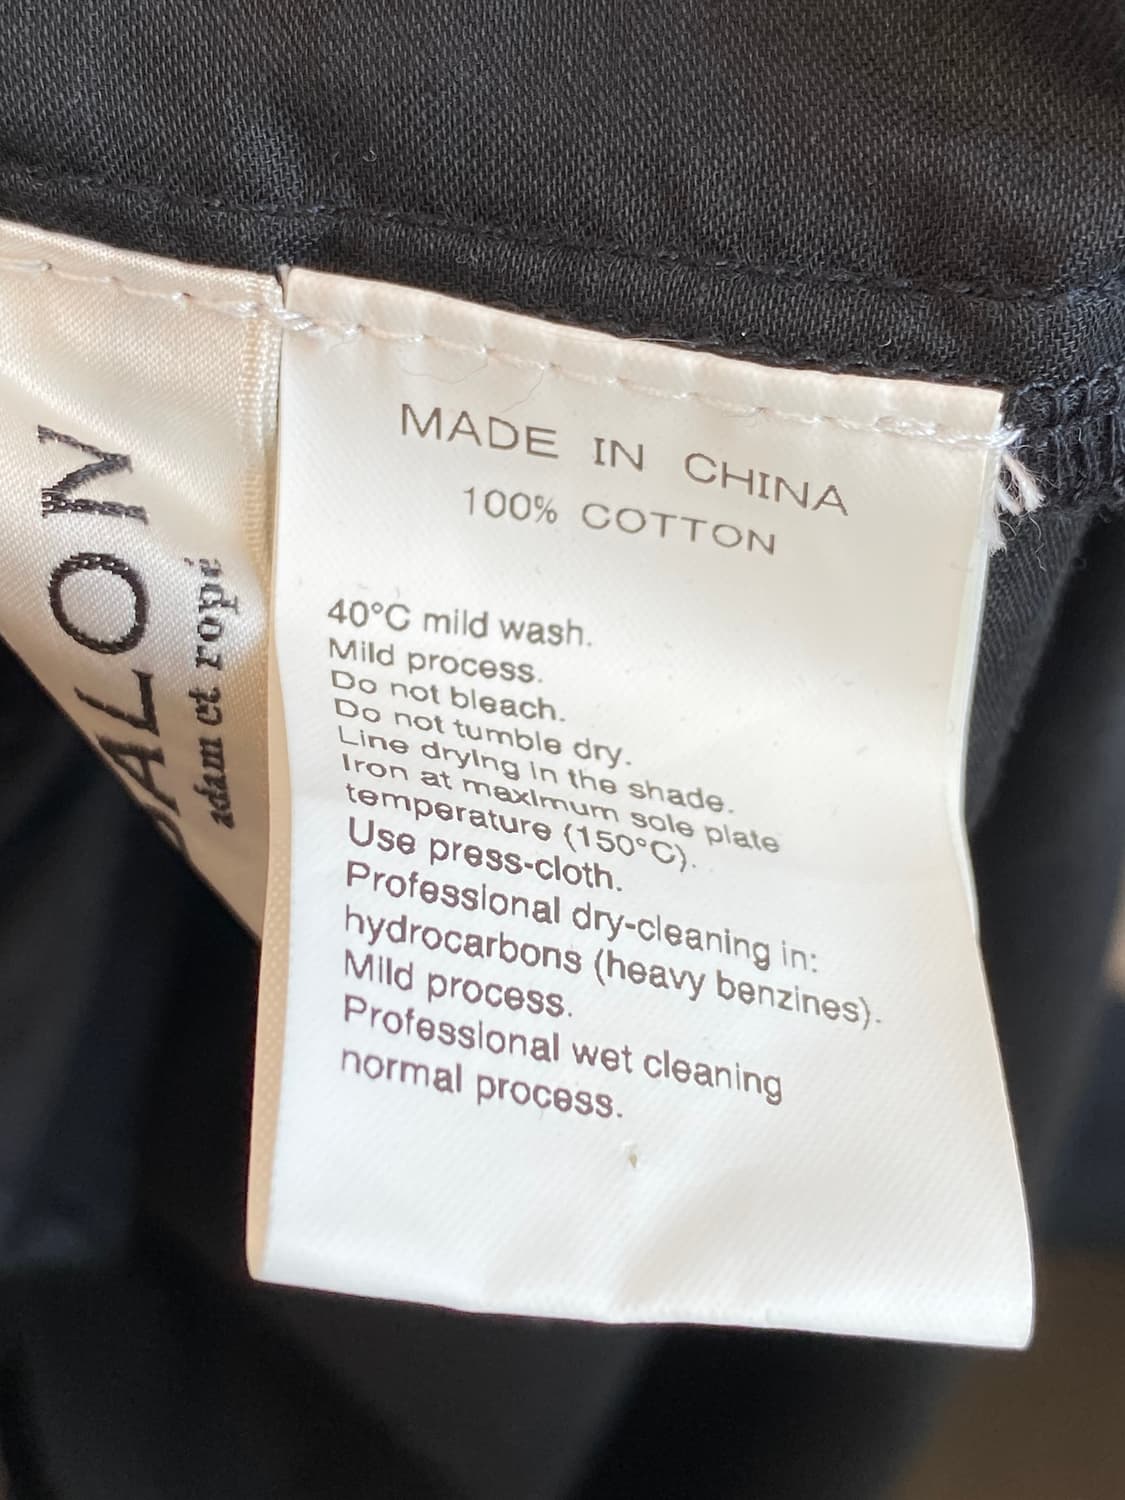 MADE IN CHINA
100% COTTON
40°C mild wash.
Mild process.
Do not bleach.
Do not tumble dry.
Line drying in the shade.
Iron at maximum sole plate
temperature (150°C).
Use press-cloth.
Professional dry-cleaning in:
hydrocarbons (heavy benzines).
Mild process.
Professional wet cleaning
normal process.
ALON
adam et ropé